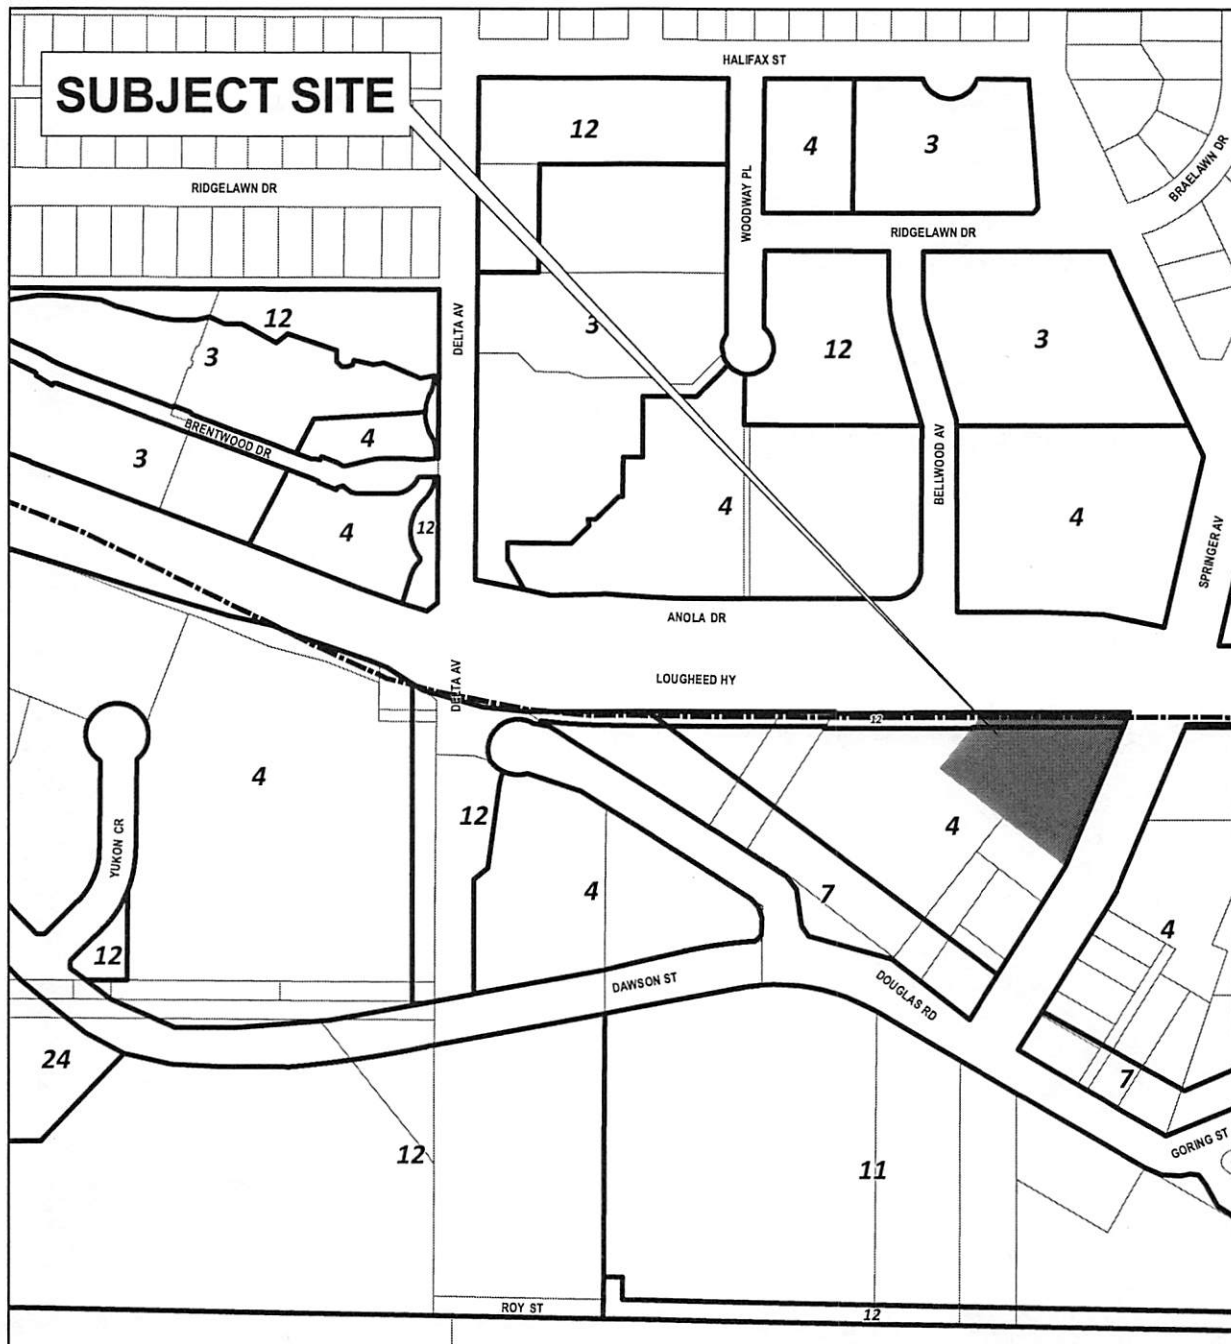 HALIFAX ST
SUBJECT SITE
12
4
3
BRAELAWN DR
RIDGELAWN DR
WOODWAY PL
RIDGELAWN DR
12
DELTA AV
3
3
12
3
4
BRENTWOOD DR
BELLWOOD AV
3
4
4
4
12
SPRINGER AV
ANOLA DR
LOUGHEED HY
DELTA AV
12
4
12
4
YUKON CR
4
7
4
12
DAWSON ST
DOUGLAS RD
24
7
12
11
GORING ST
ROY ST
12